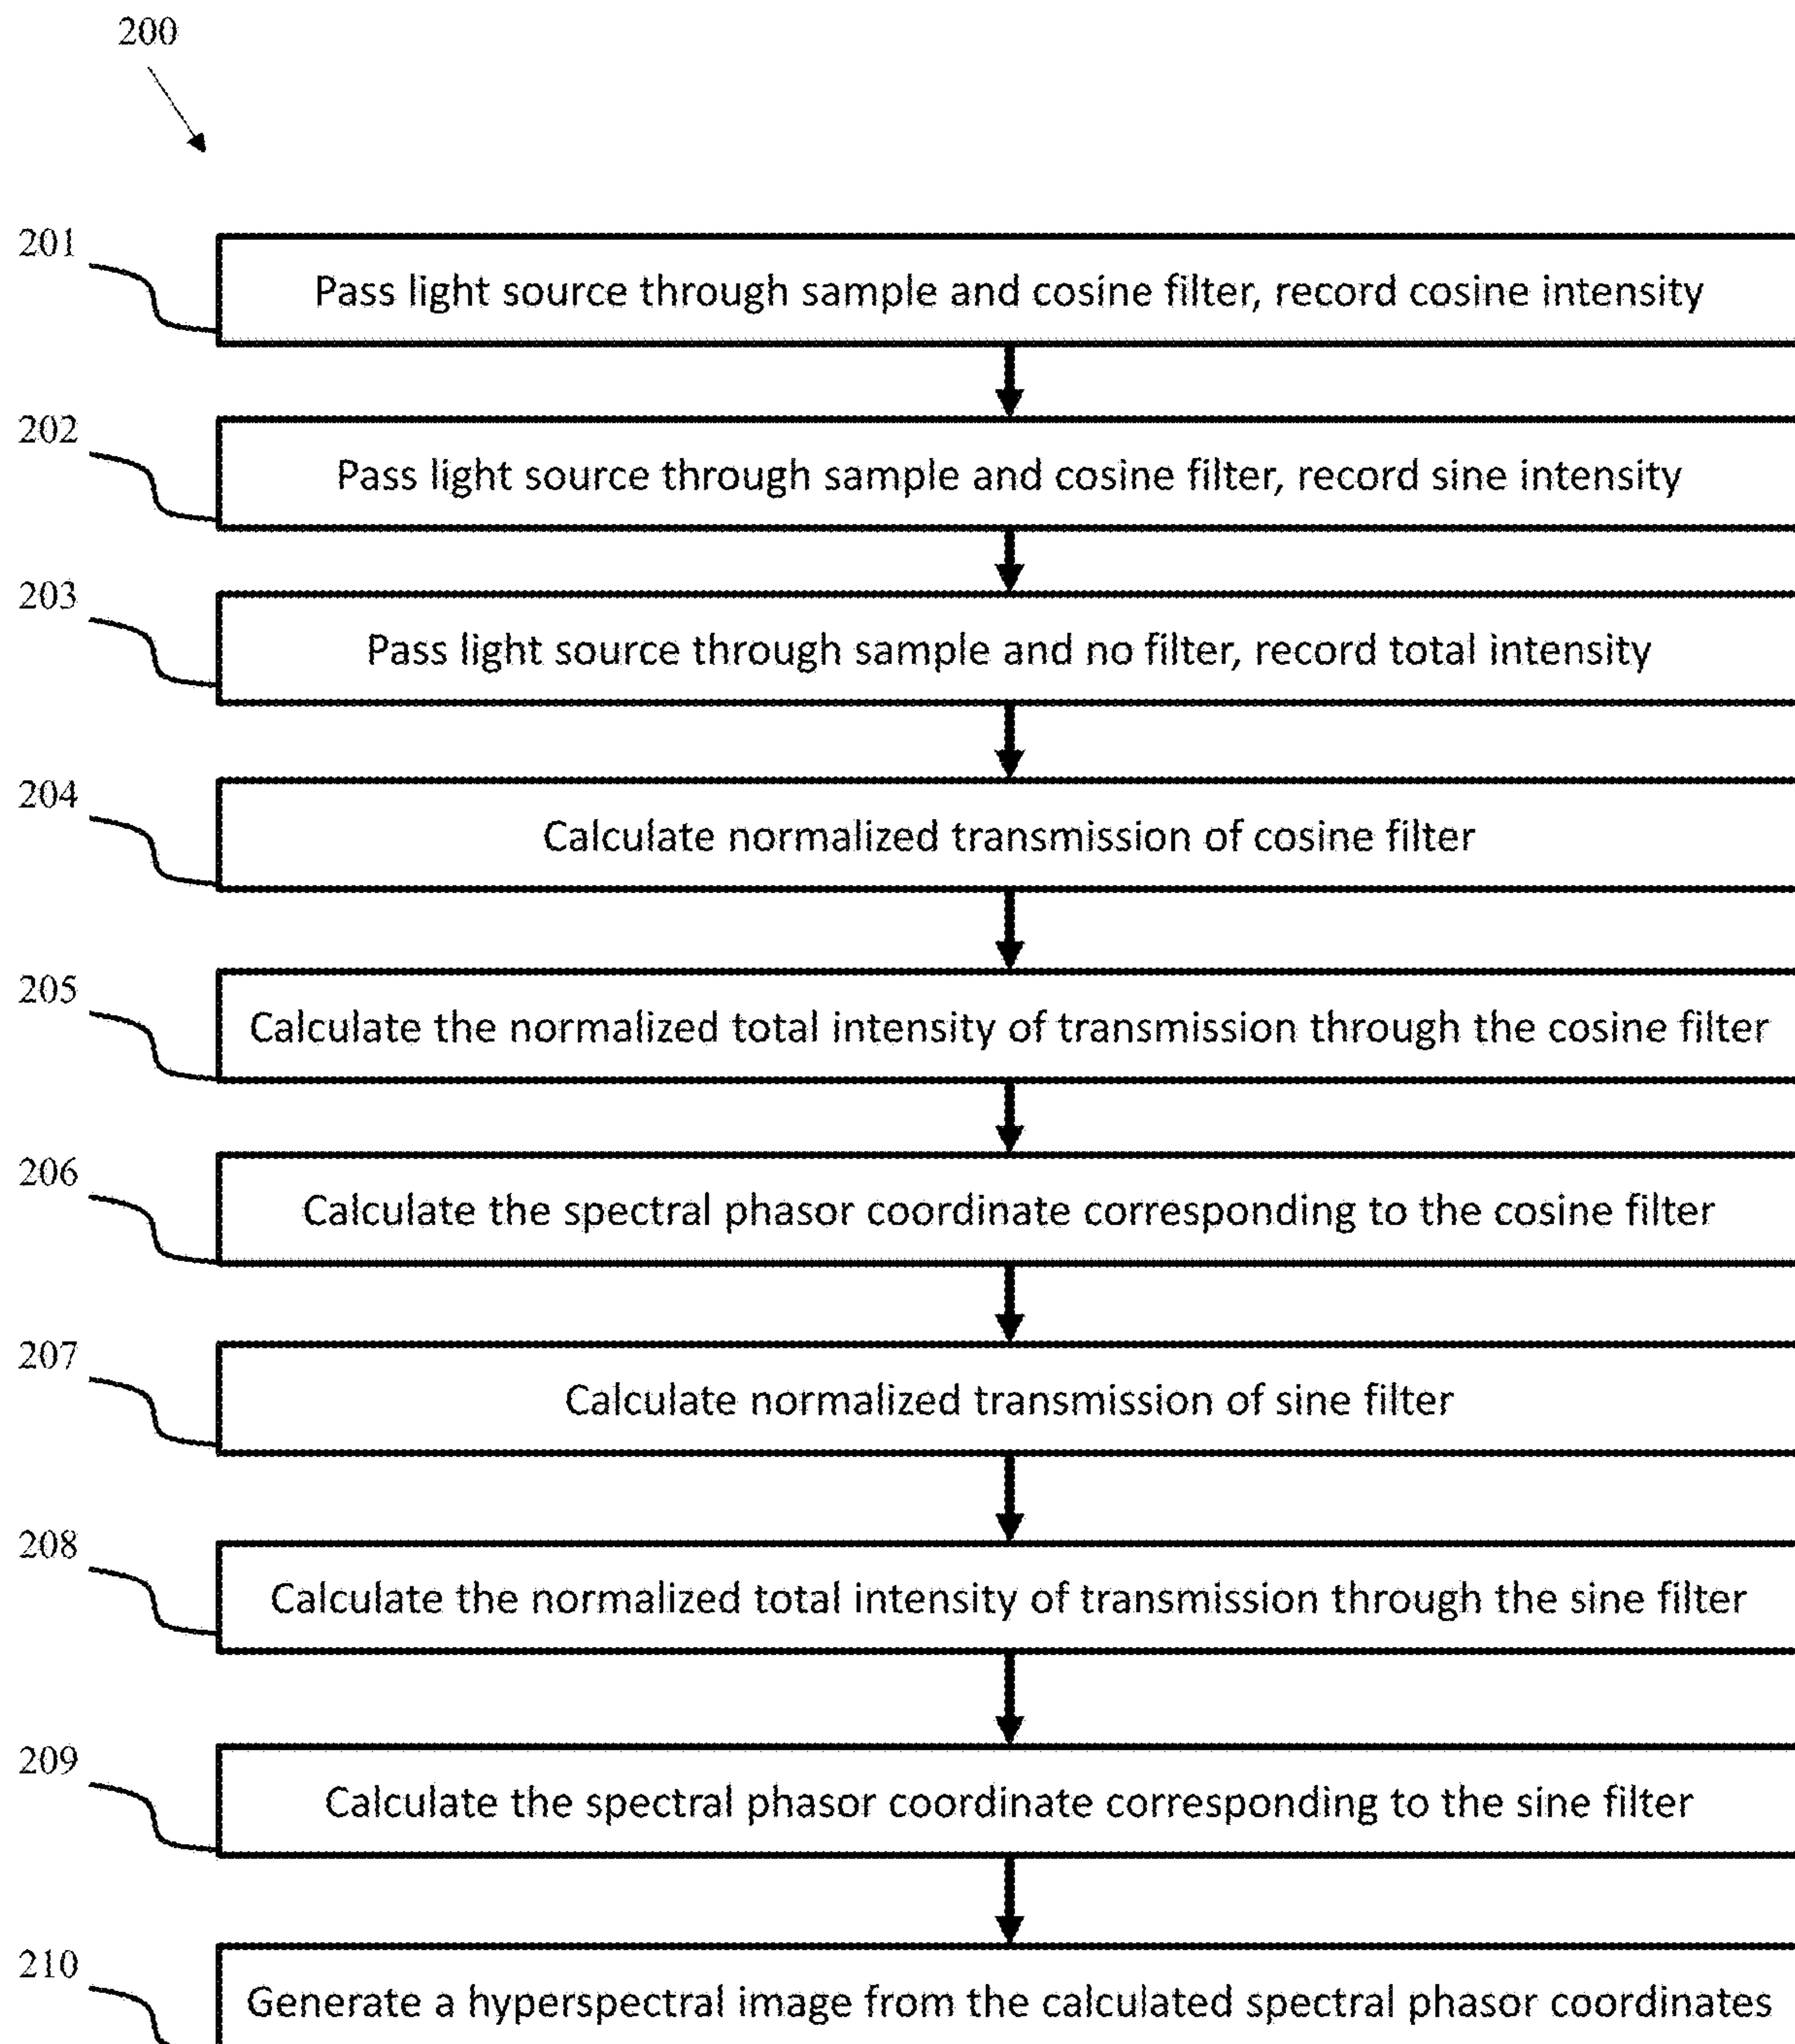 200
201
Pass light source through sample and cosine filter, record cosine intensity
202
Pass light source through sample and cosine filter, record sine intensity
203
Pass light source through sample and no filter, record total intensity
204
Calculate normalized transmission of cosine filter
205
Calculate the normalized total intensity of transmission through the cosine filter
206
Calculate the spectral phasor coordinate corresponding to the cosine filter
207
Calculate normalized transmission of sine filter
208
Calculate the normalized total intensity of transmission through the sine filter
209
Calculate the spectral phasor coordinate corresponding to the sine filter
210
Generate a hyperspectral image from the calculated spectral phasor coordinates